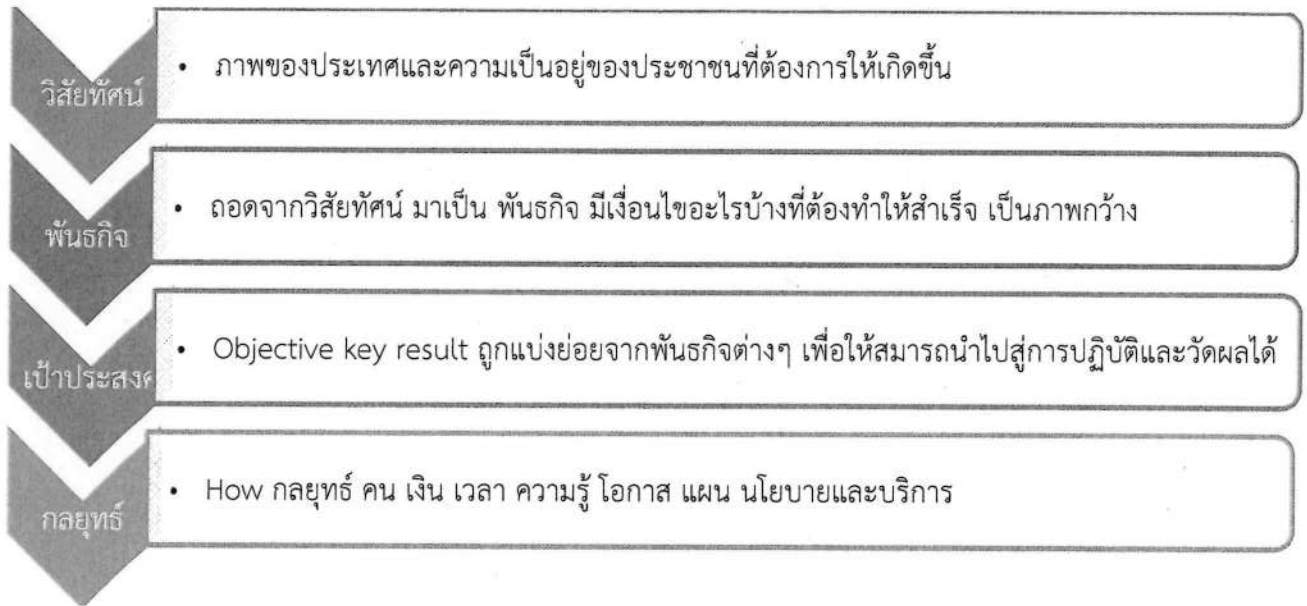 วิสัยทัศน์
• ภาพของประเทศและความเป็นอยู่ของประชาชนที่ต้องการให้เกิดขึ้น
พันธกิจ
• ถอดจากวิสัยทัศน์ มาเป็น พันธกิจ มีเงื่อนไขอะไรบ้างที่ต้องทำให้สำเร็จ เป็นภาพกว้าง
เป้าประสงค
• Objective key result ถูกแบ่งย่อยจากพันธกิจต่างๆ เพื่อให้สมารถนำไปสู่การปฏิบัติและวัดผลได้
กลยุทธ์
• How กลยุทธ์ คน เงิน เวลา ความรู้ โอกาส แผน นโยบายและบริการ